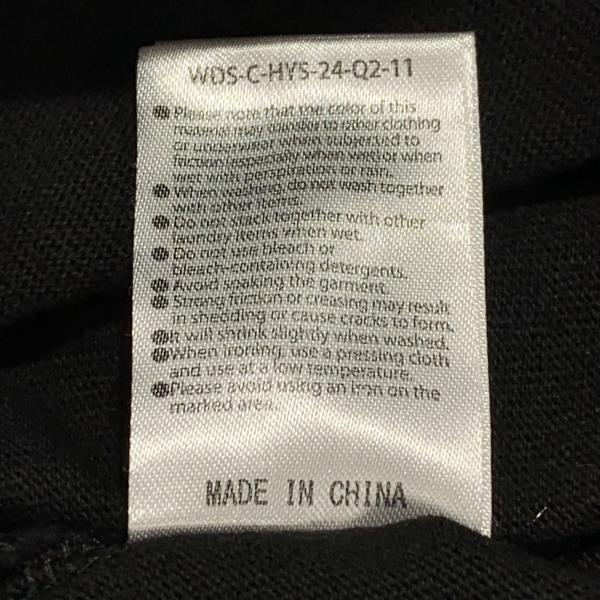 WDS-C-HYS-24-Q2-11
Please note that the color of this
material may transfer to other clothing
or underwear when subjected to
friction (especially when wet) or when
wet with perspiration or rain.
When washing, do not wash together
with other items.
Do not stack together with other
laundry items when wet.
Do not use bleach or
bleach-containing detergents.
Avoid soaking the garment.
Strong friction or creasing may result
in shedding or cause cracks to form.
It will shrink slightly when washed.
When ironing, use a pressing cloth
and use at a low temperature.
Please avoid using an iron on the
marked area.
MADE IN CHINA